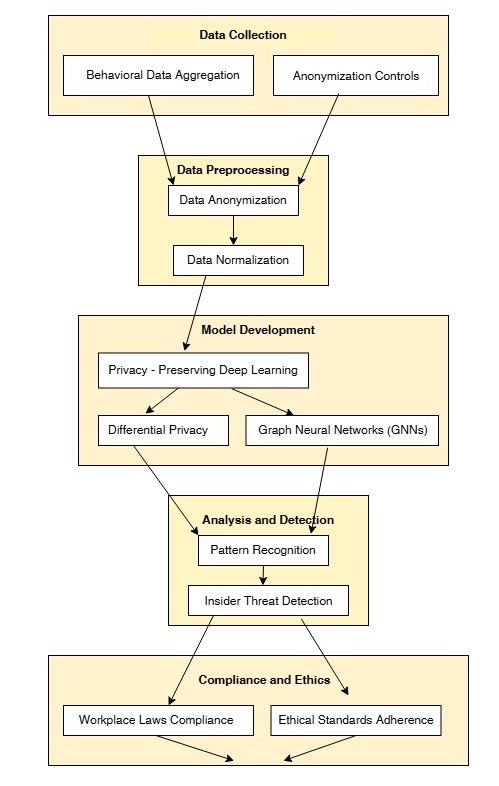 Data Collection
Behavioral Data Aggregation
Anonymization Controls
Data Preprocessing
Data Anonymization
Data Normalization
Model Development
Privacy - Preserving Deep Learning
Differential Privacy
Graph Neural Networks (GNNs)
Analysis and Detection
Pattern Recognition
Insider Threat Detection
Compliance and Ethics
Workplace Laws Compliance
Ethical Standards Adherence